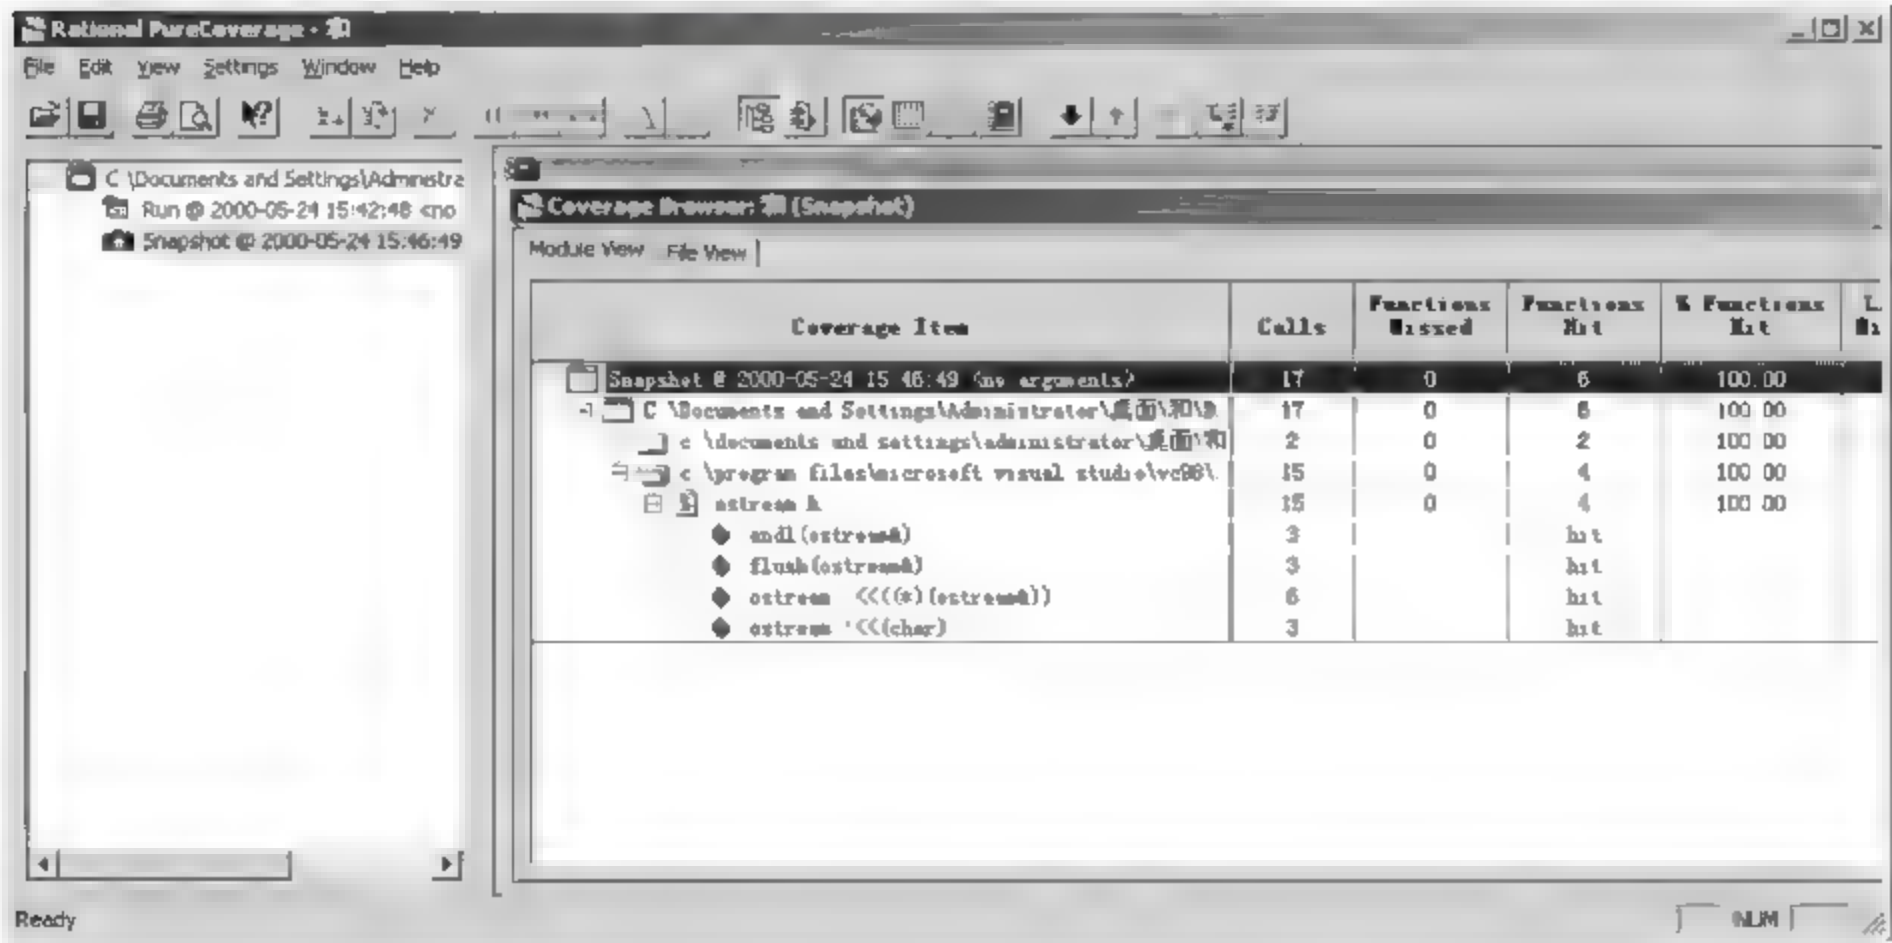 Rational PureCoverage - 和
File Edit View Settings Window Help
C \Documents and Settings\Administra
Run @ 2000-05-24 15:42:48 <no
Snapshot @ 2000-05-24 15:46:49
Coverage Browser: 和 (Snapshot)
Module View File View
Coverage Item Calls Functions Missed Functions Hit % Functions Hit
Snapshot @ 2000-05-24 15 46:49 (no arguments) 17 0 6 100.00
C \Documents and Settings\Administrator\桌面\和\D 17 0 6 100 00
c \documents and settings\administrator\桌面\和 2 0 2 100 00
c \program files\microsoft visual studio\vc98\ 15 0 4 100 00
ostream h 15 0 4 100 00
endl(ostream&) 3 hit
flush(ostream&) 3 hit
ostream <<((*)(ostream&)) 6 hit
ostream <<(char) 3 hit
Ready
NUM